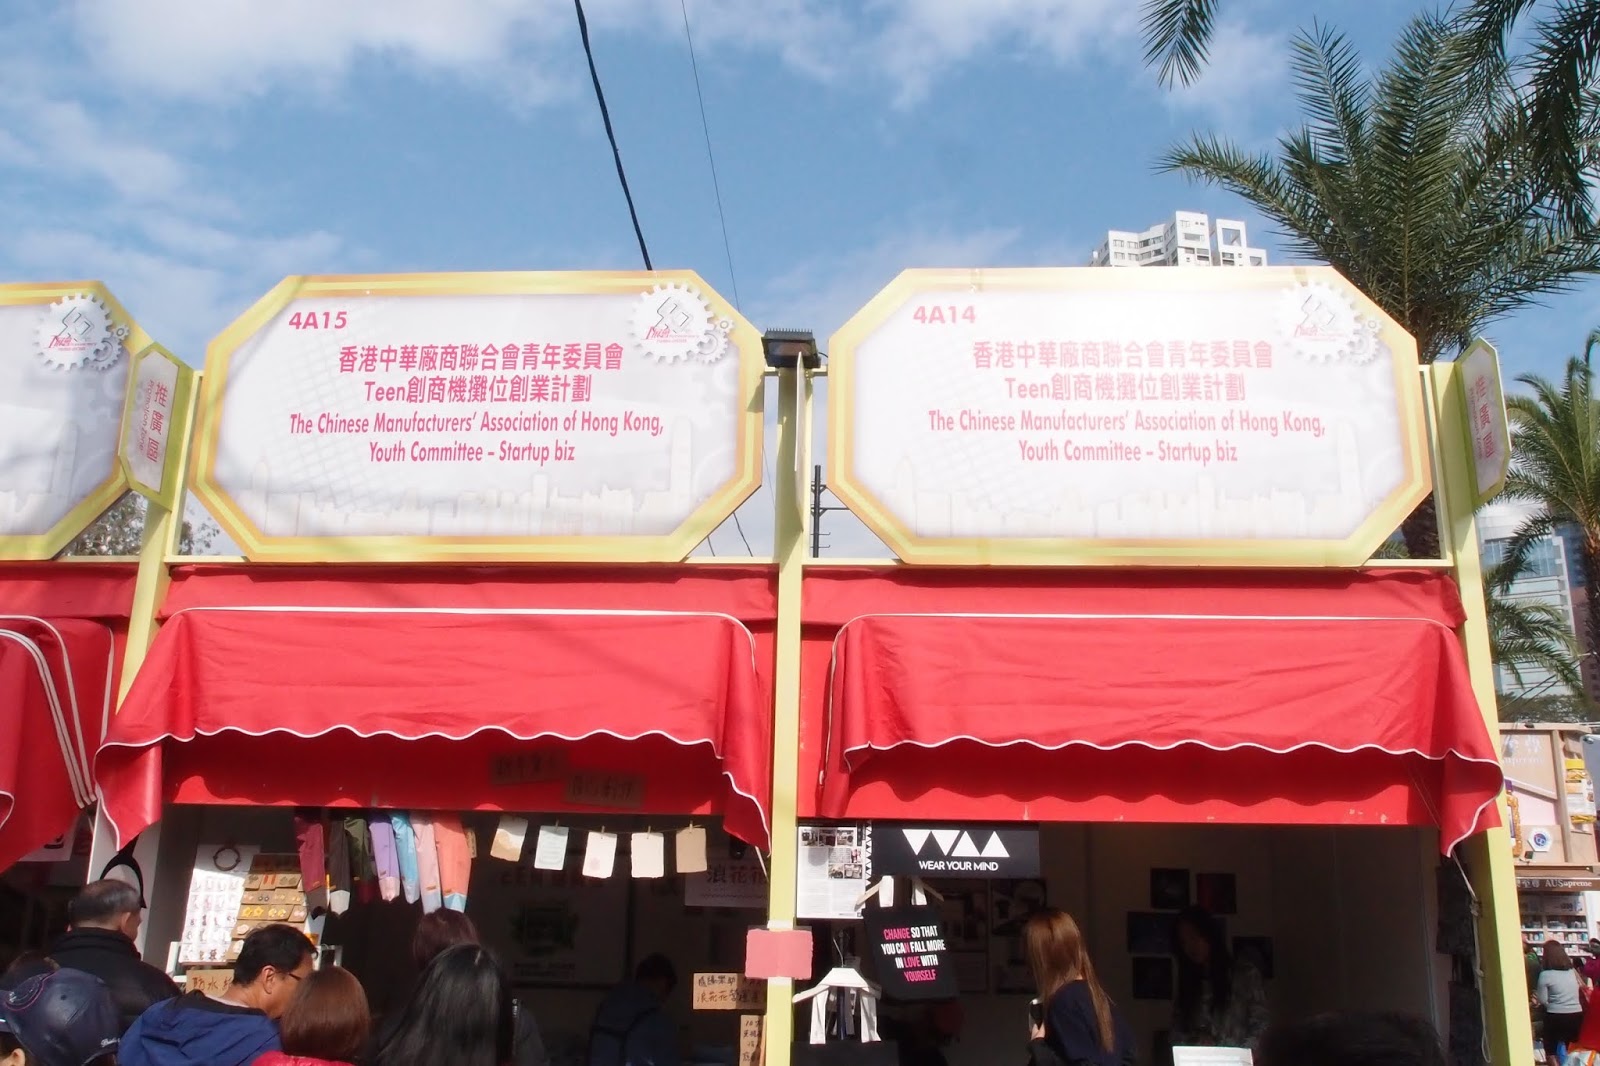 4A15
香港中華廠商聯合會青年委員會
Teen創商機攤位創業計劃
The Chinese Manufacturers' Association of Hong Kong,
Youth Committee – Startup biz
4A14
香港中華廠商聯合會青年委員會
Teen創商機攤位創業計劃
The Chinese Manufacturers' Association of Hong Kong,
Youth Committee – Startup biz
推廣區
推廣區
WEAR YOUR MIND
CHANGE SO THAT
YOU CAN FALL MORE
IN LOVE WITH
YOURSELF
浪花
AUSupreme